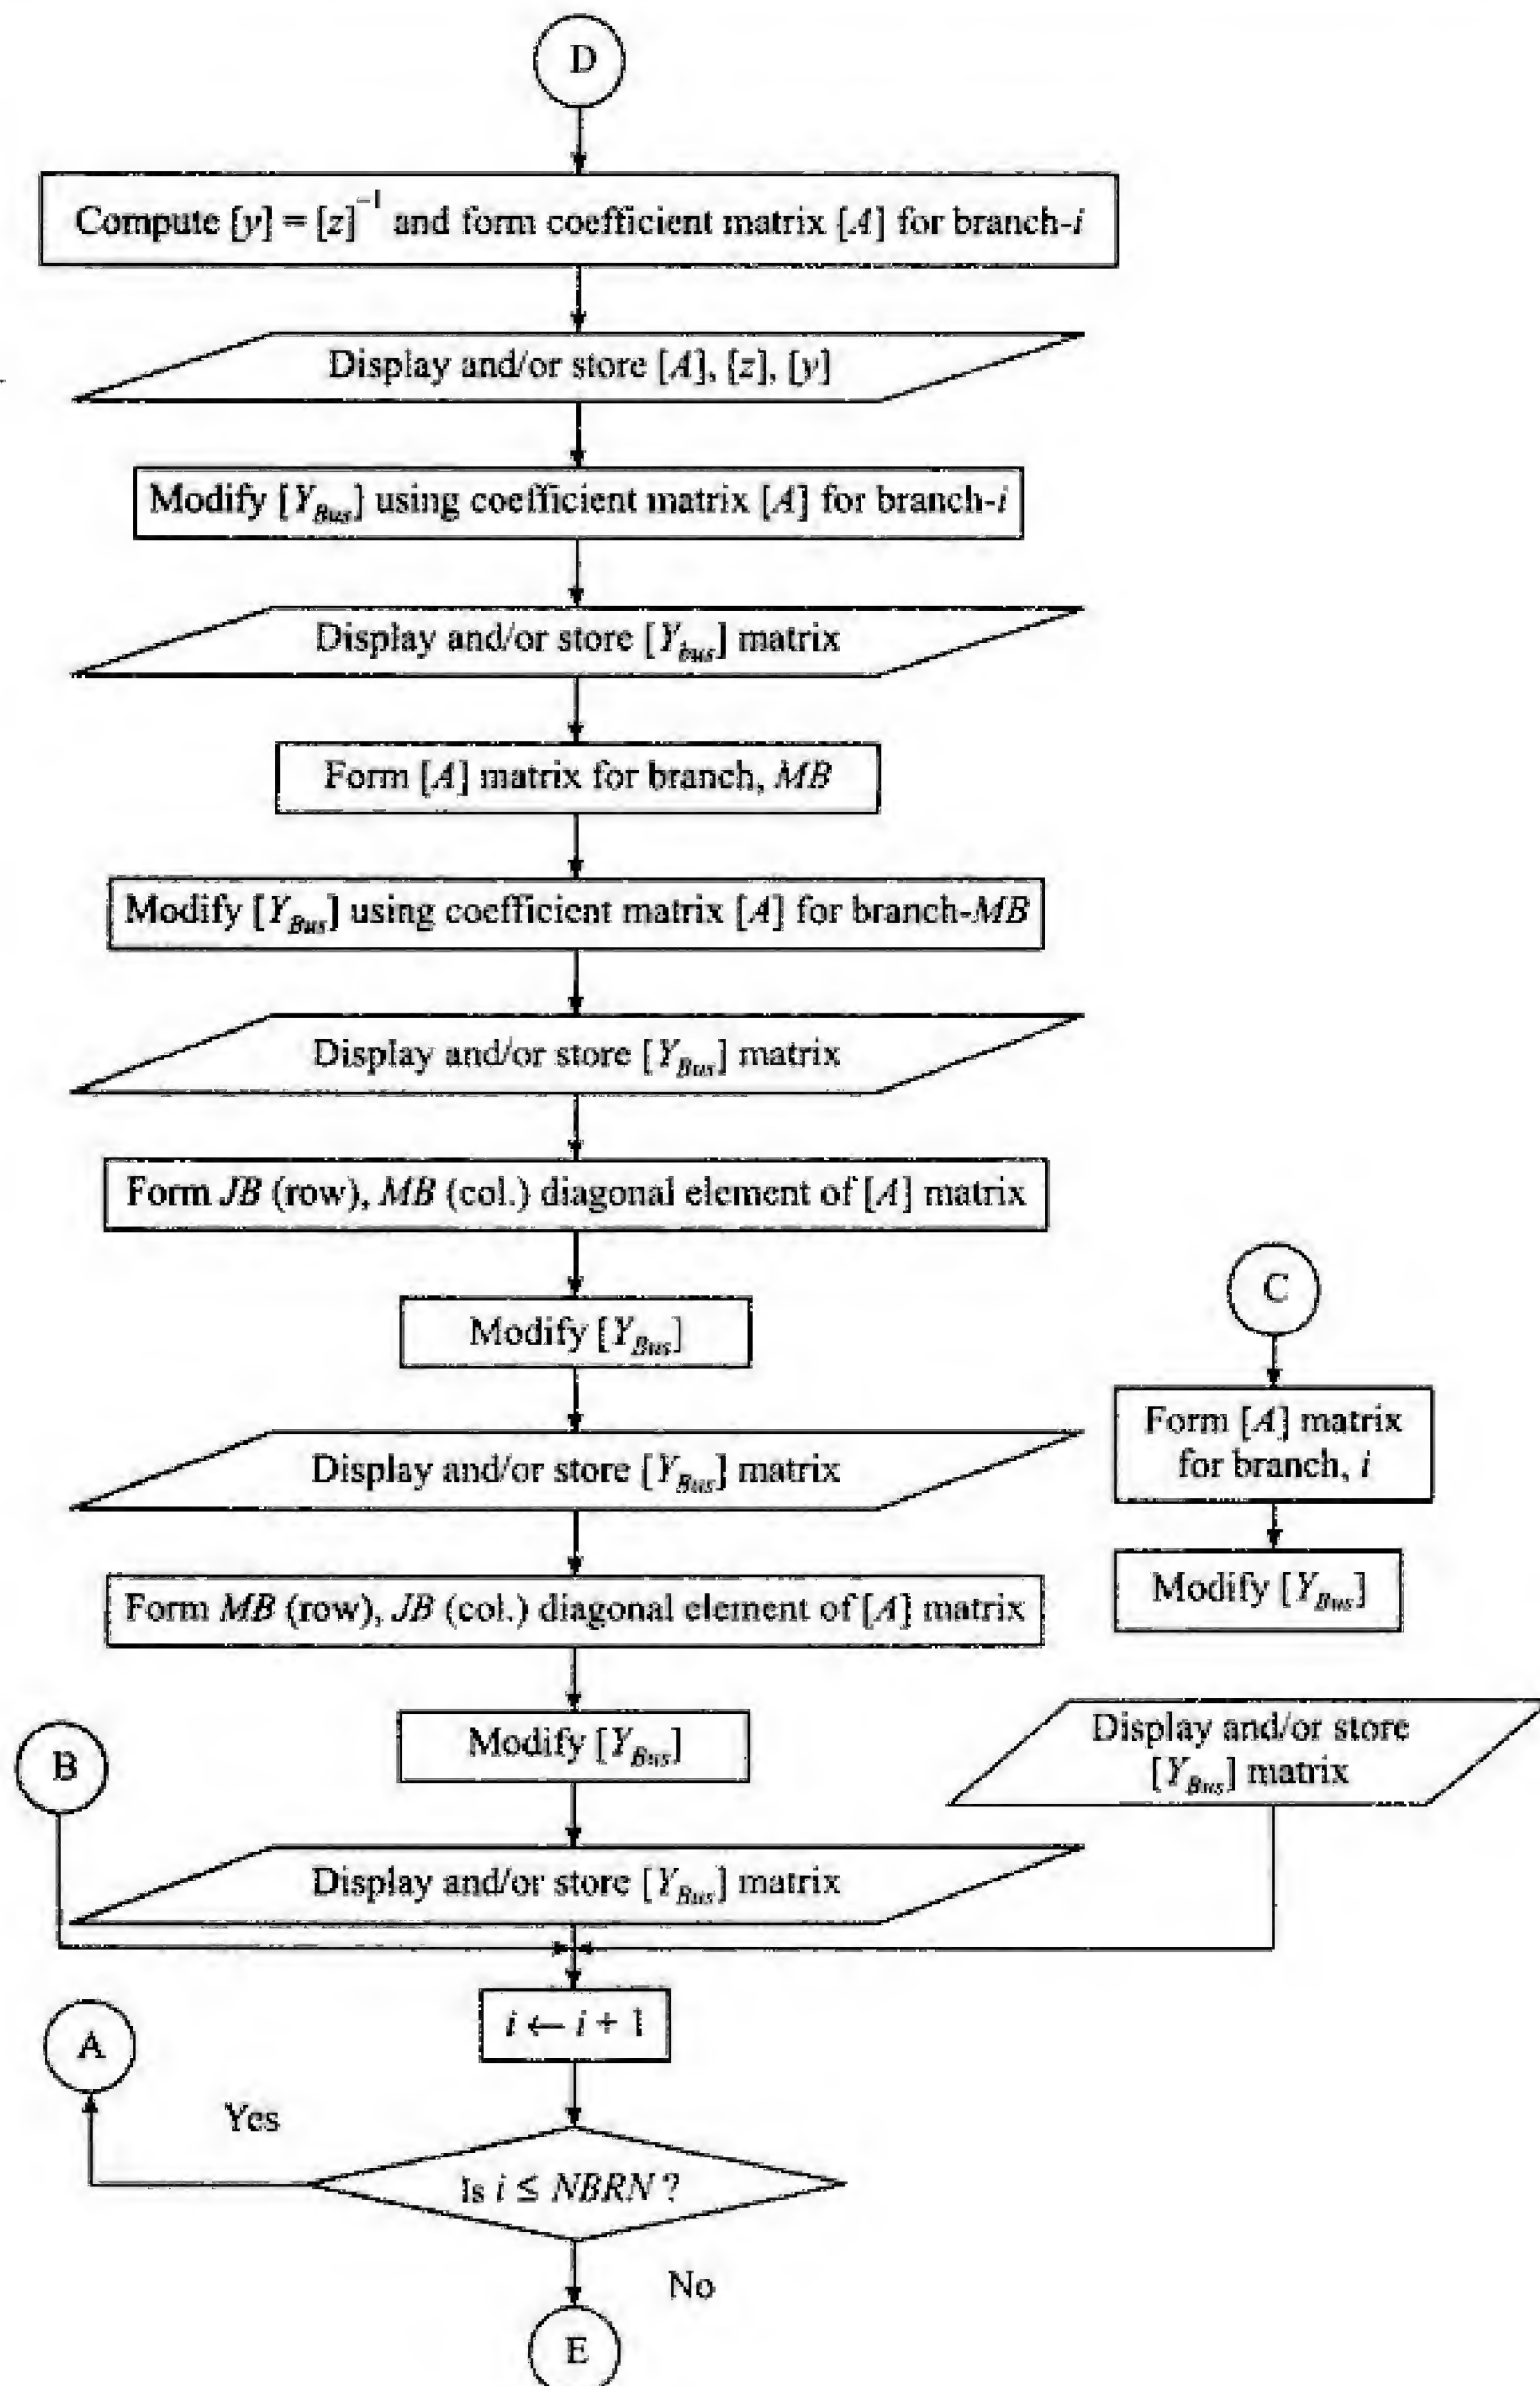 D
Compute [y] = [z]⁻¹ and form coefficient matrix [A] for branch-i
Display and/or store [A], [z], [y]
Modify [Y_Bus] using coefficient matrix [A] for branch-i
Display and/or store [Y_bus] matrix
Form [A] matrix for branch, MB
Modify [Y_Bus] using coefficient matrix [A] for branch-MB
Display and/or store [Y_Bus] matrix
Form JB (row), MB (col.) diagonal element of [A] matrix
Modify [Y_Bus]
Display and/or store [Y_Bus] matrix
Form MB (row), JB (col.) diagonal element of [A] matrix
Modify [Y_Bus]
Display and/or store [Y_Bus] matrix
C
Form [A] matrix
for branch, i
Modify [Y_Bus]
Display and/or store
[Y_Bus] matrix
B
i ← i + 1
A
Yes
Is i ≤ NBRN ?
No
E